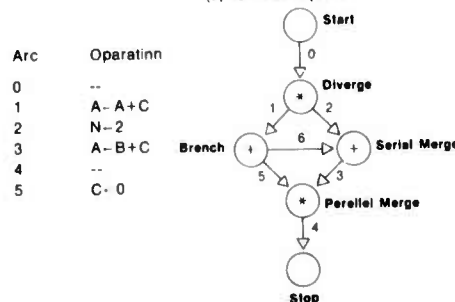 Start
Arc Oparatinn
0 --
1 A-A+C
2 N-2
3 A-B+C
4 --
5 C- 0
0
Diverge
*
1 2
Brench + 6 + Serial Merge
5 3
*
Perellel Merge
4
Stop